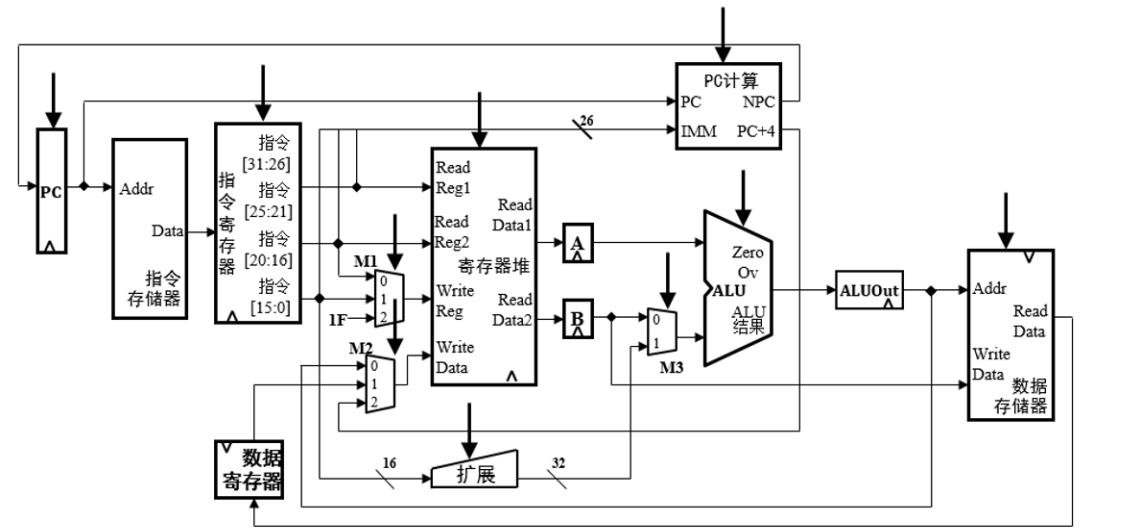 PC计算
PC
NPC
IMM
PC+4
26
PC
Addr
Data
指令
存储器
指令寄存器
指令
[31:26]
指令
[25:21]
指令
[20:16]
指令
[15:0]
M1
0
1
2
1F
M2
0
1
2
Read
Reg1
Read
Reg2
Write
Reg
Write
Data
Read
Data1
寄存器堆
Read
Data2
A
B
0
1
M3
Zero
Ov
ALU
ALU
结果
ALUOut
Addr
Read
Data
Write
Data
数据
存储器
数据
寄存器
16
扩展
32